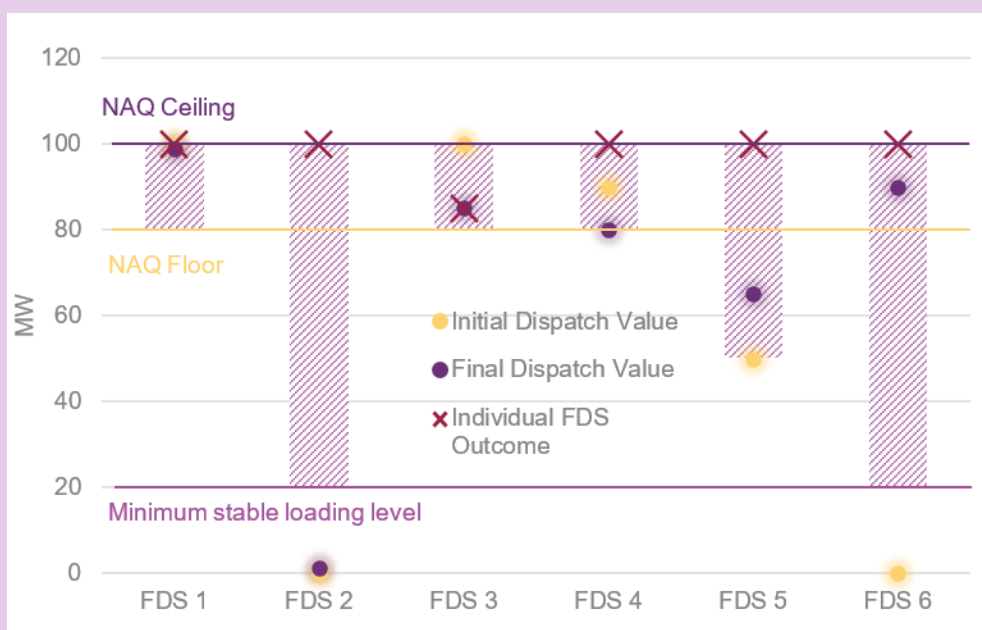 120
NAQ Ceiling
100
80
NAQ Floor
MW
60
Initial Dispatch Value
Final Dispatch Value
40
Individual FDS
Outcome
20
Minimum stable loading level
0
FDS 1 FDS 2 FDS 3 FDS 4 FDS 5 FDS 6